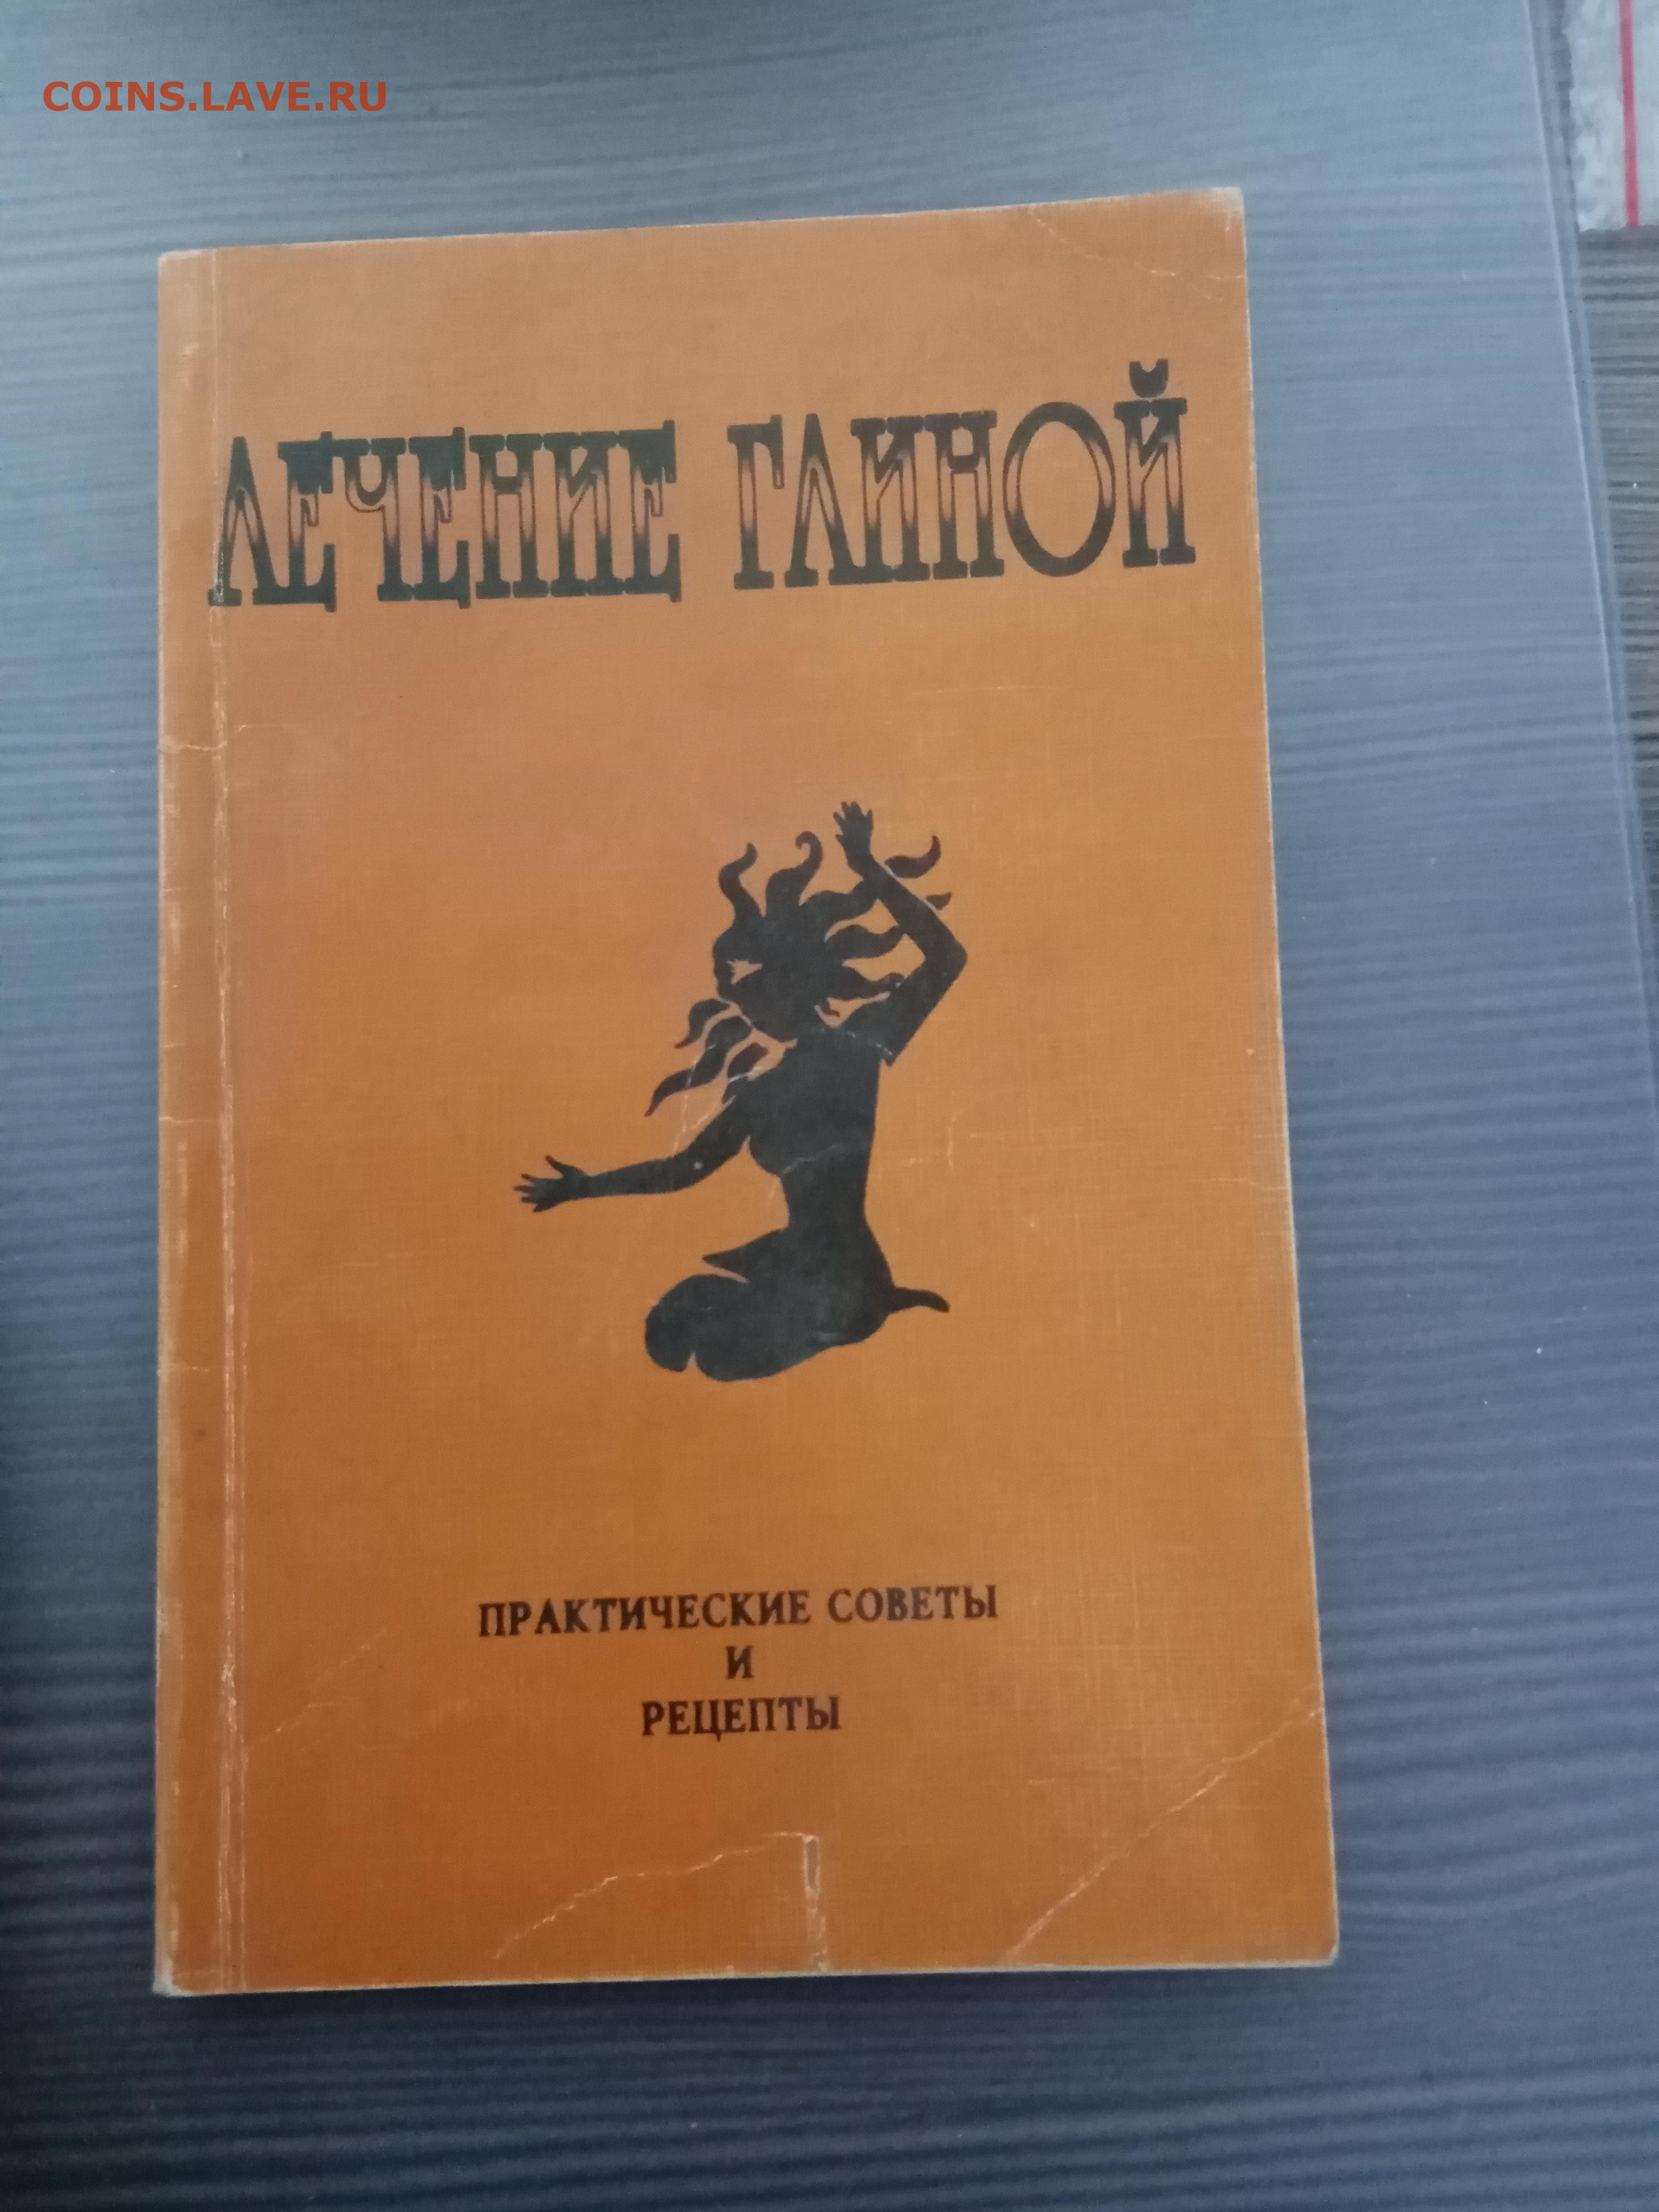 COINS.LAVE.RU
ЛЕЧЕНИЕ ГЛИНОЙ
ПРАКТИЧЕСКИЕ СОВЕТЫ
И
РЕЦЕПТЫ